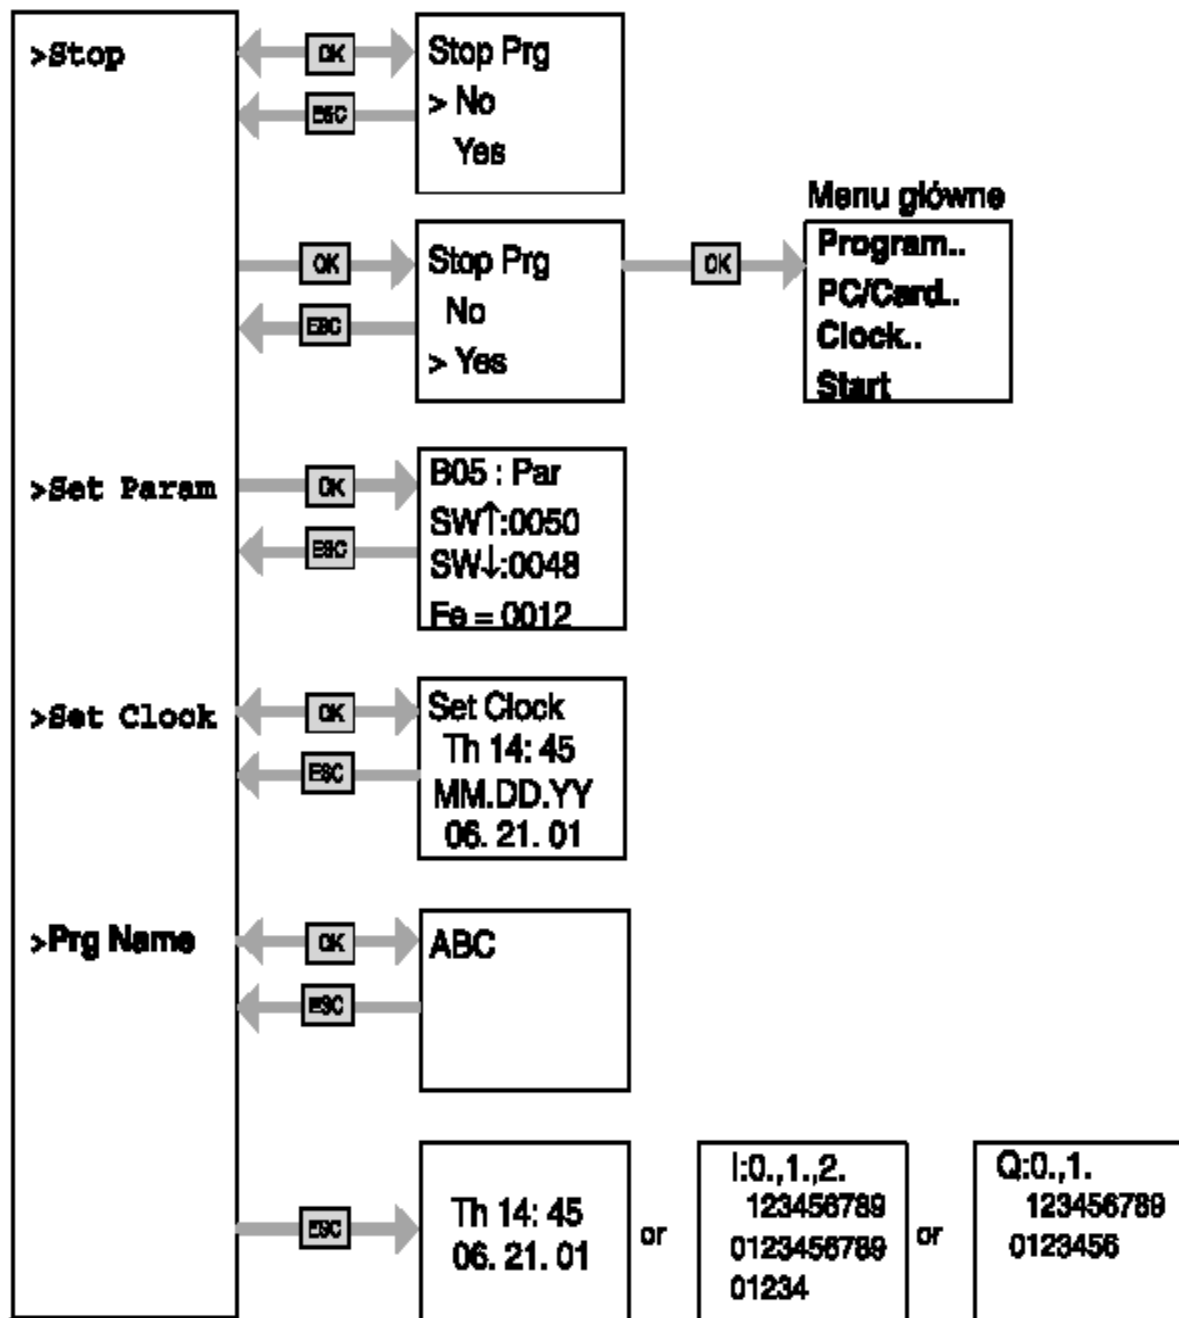 >Stop
OK
ESC
Stop Prg
> No
Yes
OK
ESC
Stop Prg
No
> Yes
OK
Menu główne
Program..
PC/Card..
Clock..
Start
>Set Param
OK
ESC
B05 : Par
SW↑:0050
SW↓:0048
Fe = 0012
>Set Clock
OK
ESC
Set Clock
Th 14: 45
MM.DD.YY
06. 21. 01
>Prg Name
OK
ESC
ABC
ESC
Th 14: 45
06. 21. 01
or
I:0.,1.,2.
123456789
0123456789
01234
or
Q:0.,1.
123456789
0123456